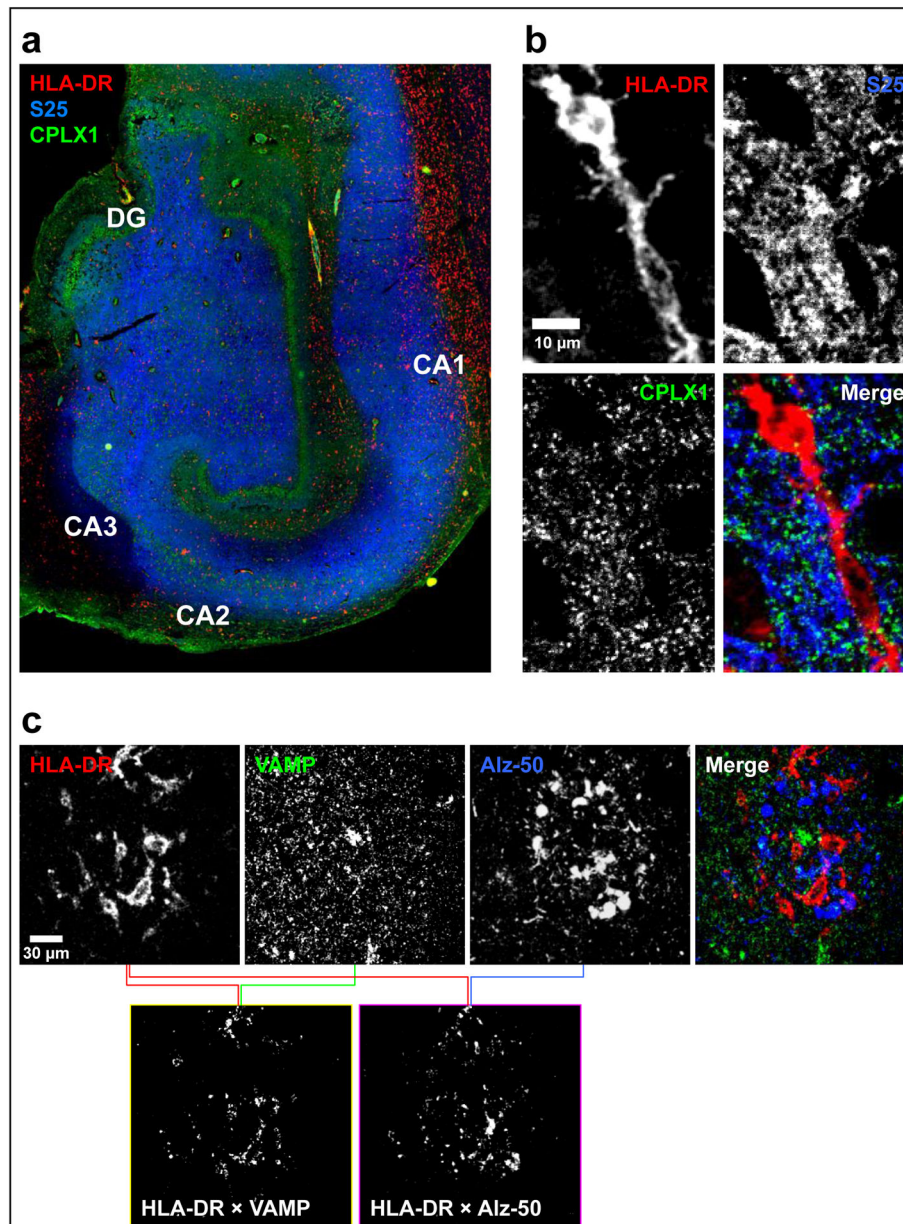 a
HLA-DR
S25
CPLX1
DG
CA1
CA3
CA2
b
HLA-DR
S25
10 µm
CPLX1
Merge
c
HLA-DR
VAMP
Alz-50
Merge
30 µm
HLA-DR × VAMP
HLA-DR × Alz-50